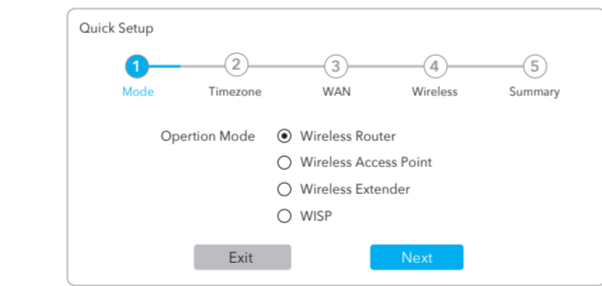 Quick Setup
1 2 3 4 5
Mode Timezone WAN Wireless Summary
Opertion Mode Wireless Router
Wireless Access Point
Wireless Extender
WISP
Exit Next